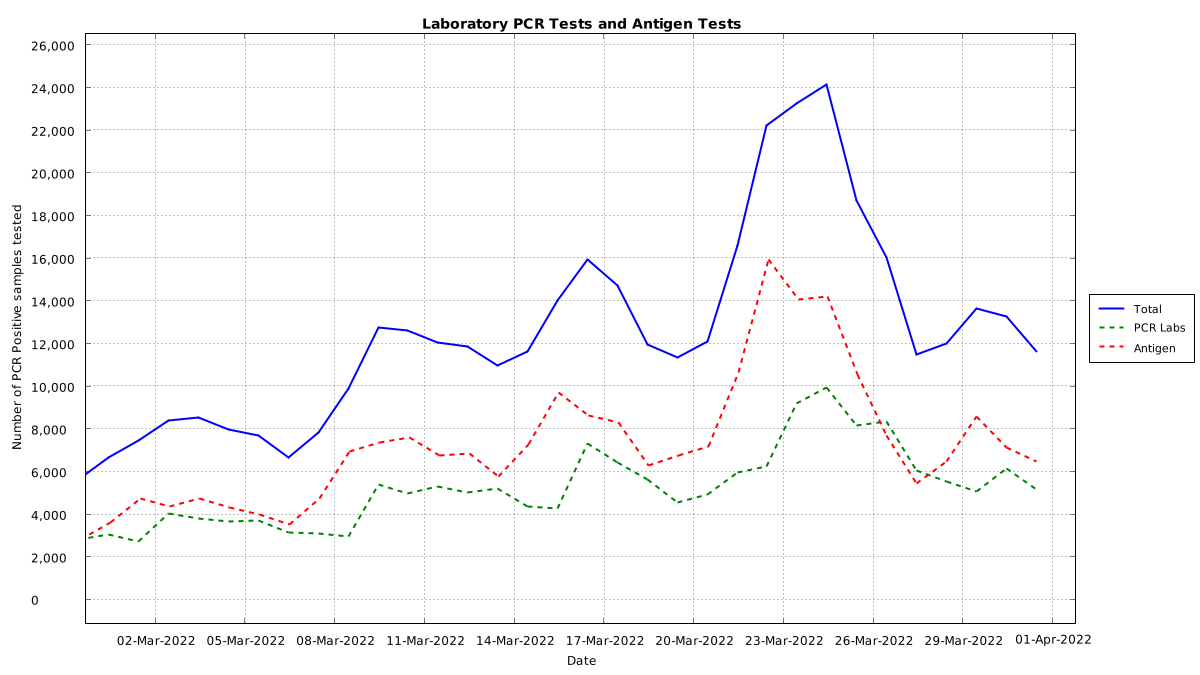 Laboratory PCR Tests and Antigen Tests
Number of PCR Positive samples tested
26,000
24,000
22,000
20,000
18,000
16,000
14,000
12,000
10,000
8,000
6,000
4,000
2,000
0
02-Mar-2022 05-Mar-2022 08-Mar-2022 11-Mar-2022 14-Mar-2022 17-Mar-2022 20-Mar-2022 23-Mar-2022 26-Mar-2022 29-Mar-2022 01-Apr-2022
Date
Total
PCR Labs
Antigen